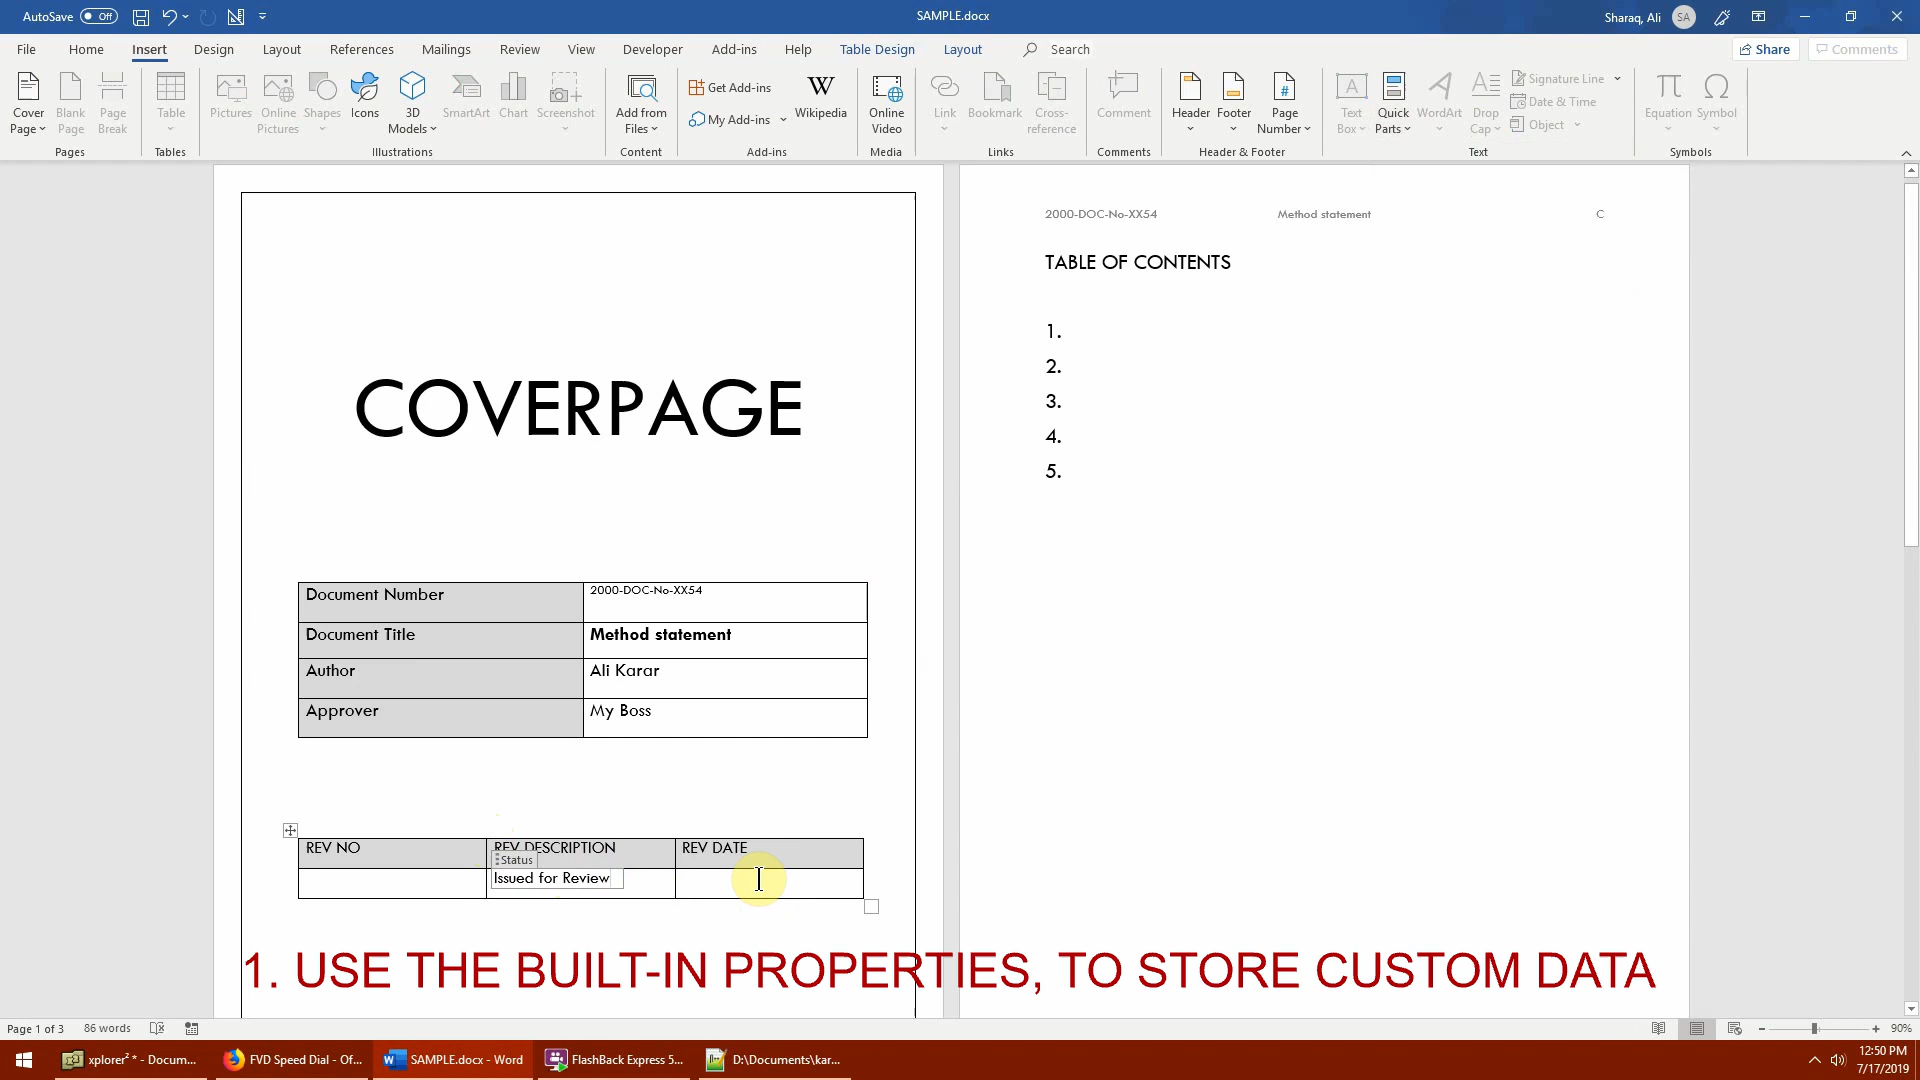 AutoSave Off
SAMPLE.docx
Sharaq, Ali SA
File Home Insert Design Layout References Mailings Review View Developer Add-ins Help Table Design Layout Search
Share Comments
Cover Page
Blank Page
Page Break
Table
Pictures
Online Pictures
Shapes
Icons
3D Models
SmartArt
Chart
Screenshot
Add from Files
Get Add-ins
My Add-ins
W
Wikipedia
Online Video
Link
Bookmark
Cross-reference
Comment
Header
Footer
Page Number
Text Box
Quick Parts
WordArt
Drop Cap
Signature Line
Date & Time
Object
Equation
Symbol
Pages Tables Illustrations Content Add-ins Media Links Comments Header & Footer Text Symbols
COVERPAGE
Document Number 2000-DOC-No-XX54
Document Title Method statement
Author Ali Karar
Approver My Boss
REV NO REV DESCRIPTION REV DATE
Status
Issued for Review
2000-DOC-No-XX54 Method statement C
TABLE OF CONTENTS
1.
2.
3.
4.
5.
1. USE THE BUILT-IN PROPERTIES, TO STORE CUSTOM DATA
Page 1 of 3 86 words 90%
xplorer² * - Docum... FVD Speed Dial - Of... SAMPLE.docx - Word FlashBack Express 5... D:\Documents\kar...
12:50 PM
7/17/2019